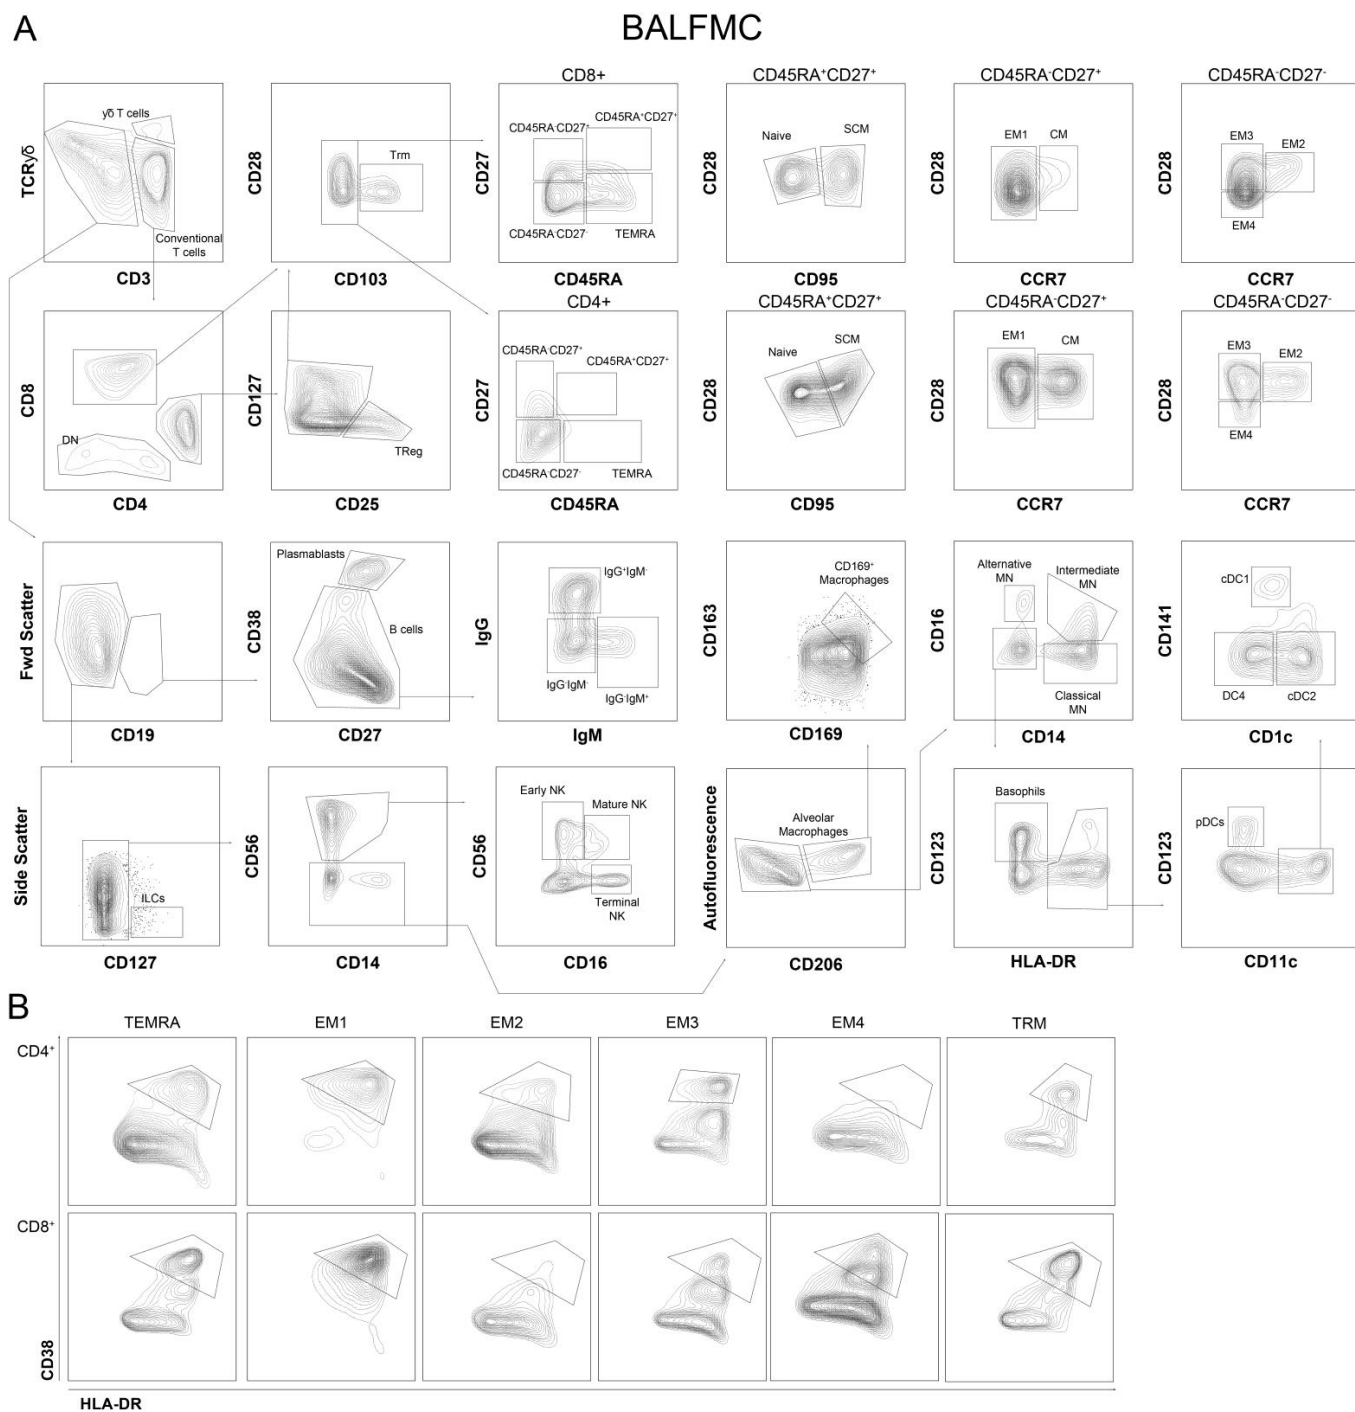 A
BALFMC
CD8+
CD45RA⁺CD27⁺
CD45RA⁻CD27⁺
CD45RA⁻CD27⁻
TCRyδ
yδ T cells
Conventional
T cells
CD3
CD28
Trm
CD103
CD27
CD45RA⁻CD27⁺
CD45RA⁺CD27⁺
CD45RA⁻CD27⁻
TEMRA
CD45RA
CD28
Naive
SCM
CD95
CD28
EM1
CM
CCR7
CD28
EM3
EM2
EM4
CCR7
CD4+
CD45RA⁺CD27⁺
CD45RA⁻CD27⁺
CD45RA⁻CD27⁻
CD8
DN
CD4
CD127
TReg
CD25
CD27
CD45RA⁻CD27⁺
CD45RA⁺CD27⁺
CD45RA⁻CD27⁻
TEMRA
CD45RA
CD28
Naive
SCM
CD95
CD28
EM1
CM
CCR7
CD28
EM3
EM2
EM4
CCR7
Fwd Scatter
CD19
CD38
Plasmablasts
B cells
CD27
IgG
IgG⁺IgM⁻
IgG⁻IgM⁻
IgG⁻IgM⁺
IgM
CD163
CD169⁺
Macrophages
CD169
CD16
Alternative
MN
Intermediate
MN
Classical
MN
CD14
CD141
cDC1
DC4
cDC2
CD1c
Side Scatter
ILCs
CD127
CD56
CD14
CD56
Early NK
Mature NK
Terminal
NK
CD16
Autofluorescence
Alveolar
Macrophages
CD206
CD123
Basophils
HLA-DR
CD123
pDCs
CD11c
B
TEMRA
EM1
EM2
EM3
EM4
TRM
CD4⁺
CD8⁺
CD38
HLA-DR